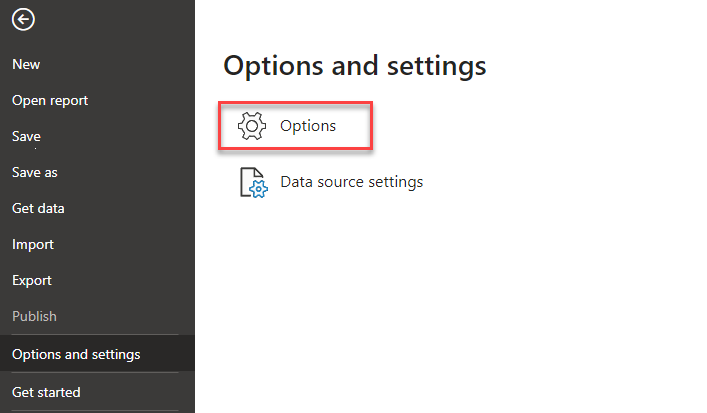 New
Open report
Save
Save as
Get data
Import
Export
Publish
Options and settings
Get started
Options and settings
Options
Data source settings